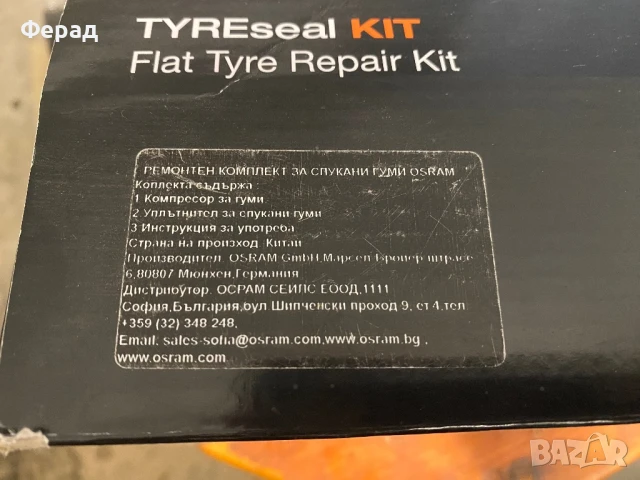 Ферад
TYREseal KIT
Flat Tyre Repair Kit
РЕМОНТЕН КОМПЛЕКТ ЗА СПУКАНИ ГУМИ OSRAM
Коплекта съдържа :
1 Компресор за гуми
2 Уплътнител за спукани гуми
3 Инструкция за употреба
Страна на произход Китаи
Производител OSRAM GmbH,Марсел Бройер щрасе
6,80807 Мюнхен,Германия
Дистрибутор. ОСРАМ СЕЙЛС ЕООД,1111
София,България,бул Шипченски проход 9, ет 4,тел
+359 (32) 348 248,
Email. sales-sofia@osram.com,www.osram.bg ,
www.osram.com
BAZAR